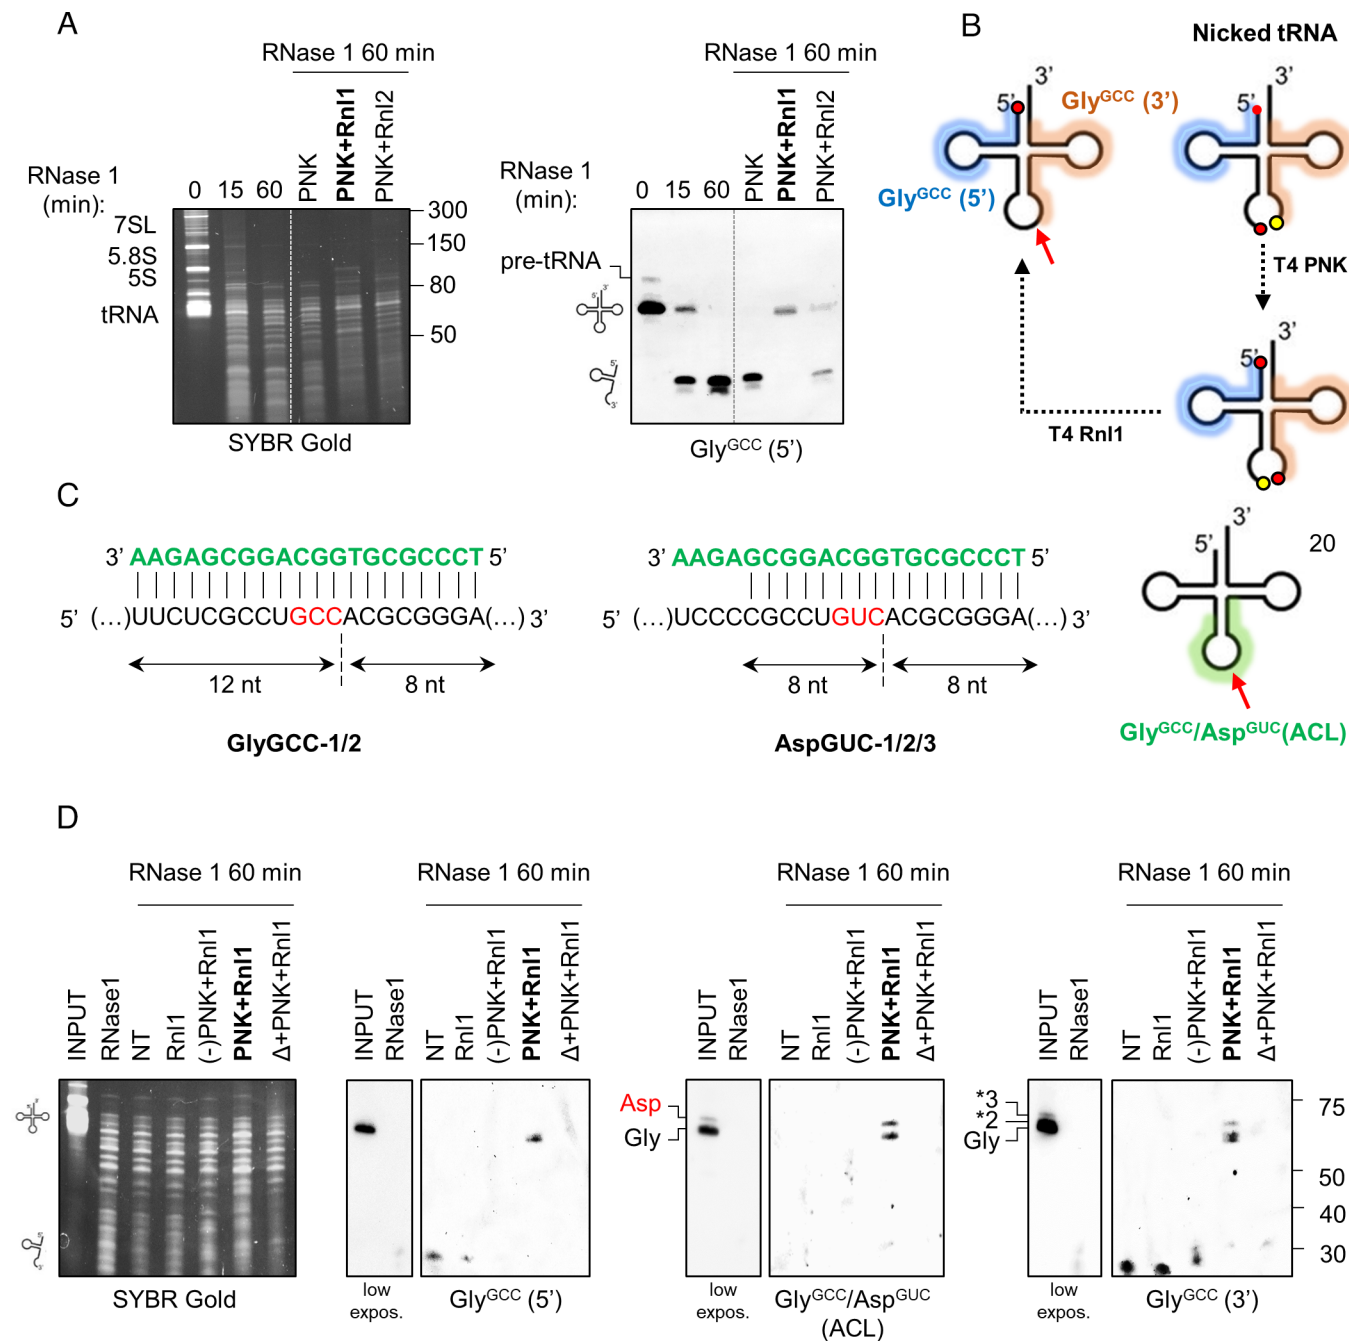 A
RNase 1 60 min
RNase 1
(min):
0 15 60 PNK PNK+Rnl1 PNK+Rnl2
7SL
5.8S
5S
tRNA
300
150
80
50
SYBR Gold
RNase 1 60 min
RNase 1
(min):
0 15 60 PNK PNK+Rnl1 PNK+Rnl2
pre-tRNA
5' 3'
5'
3'
GlyGCC (5')
B
Nicked tRNA
3'
5'
GlyGCC (3')
GlyGCC (5')
3'
5'
T4 PNK
3'
5'
T4 Rnl1
C
3' AAGAGCGGACGGTGCGCCCT 5'
5' (...)UUCUCGCCUGCCACGCGGGA(...) 3'
12 nt 8 nt
GlyGCC-1/2
3' AAGAGCGGACGGTGCGCCCT 5'
5' (...)UCCCCGCCUGUCACGCGGGA(...) 3'
8 nt 8 nt
AspGUC-1/2/3
3'
5'
20
GlyGCC/AspGUC(ACL)
D
RNase 1 60 min
INPUT RNase1 NT Rnl1 (-)PNK+Rnl1 PNK+Rnl1 Δ+PNK+Rnl1
SYBR Gold
RNase 1 60 min
INPUT RNase1 NT Rnl1 (-)PNK+Rnl1 PNK+Rnl1 Δ+PNK+Rnl1
low
expos.
GlyGCC (5')
RNase 1 60 min
INPUT RNase1 NT Rnl1 (-)PNK+Rnl1 PNK+Rnl1 Δ+PNK+Rnl1
Asp
Gly
low
expos.
GlyGCC/AspGUC
(ACL)
RNase 1 60 min
INPUT RNase1 NT Rnl1 (-)PNK+Rnl1 PNK+Rnl1 Δ+PNK+Rnl1
*3
*2
Gly
75
50
40
30
low
expos.
GlyGCC (3')